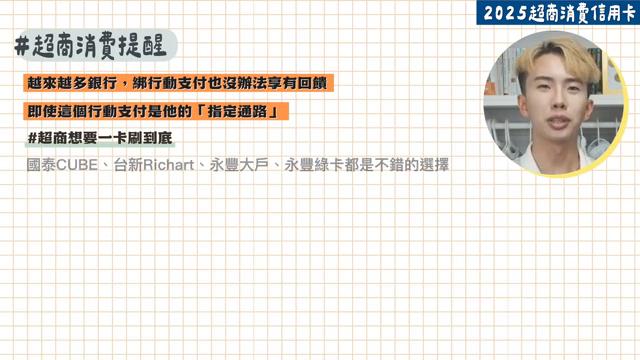 2025超商消費信用卡
#超商消費提醒
越來越多銀行，綁行動支付也沒辦法享有回饋
即使這個行動支付是他的「指定通路」
#超商想要一卡刷到底
國泰CUBE、台新Richart、永豐大戶、永豐綠卡都是不錯的選擇